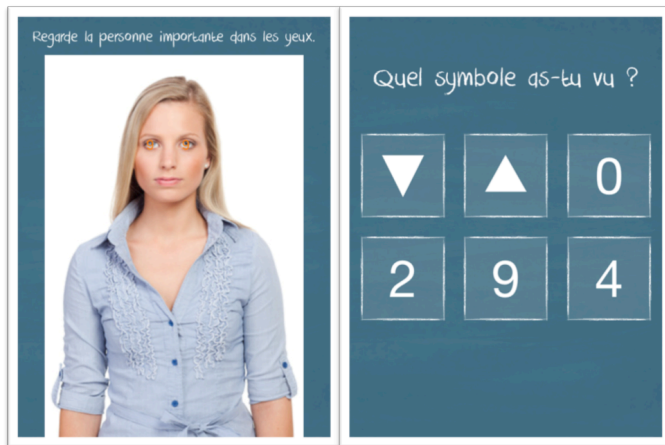 Regarde la personne importante dans les yeux.
Quel symbole as-tu vu ?
▼ ▲ 0
2 9 4